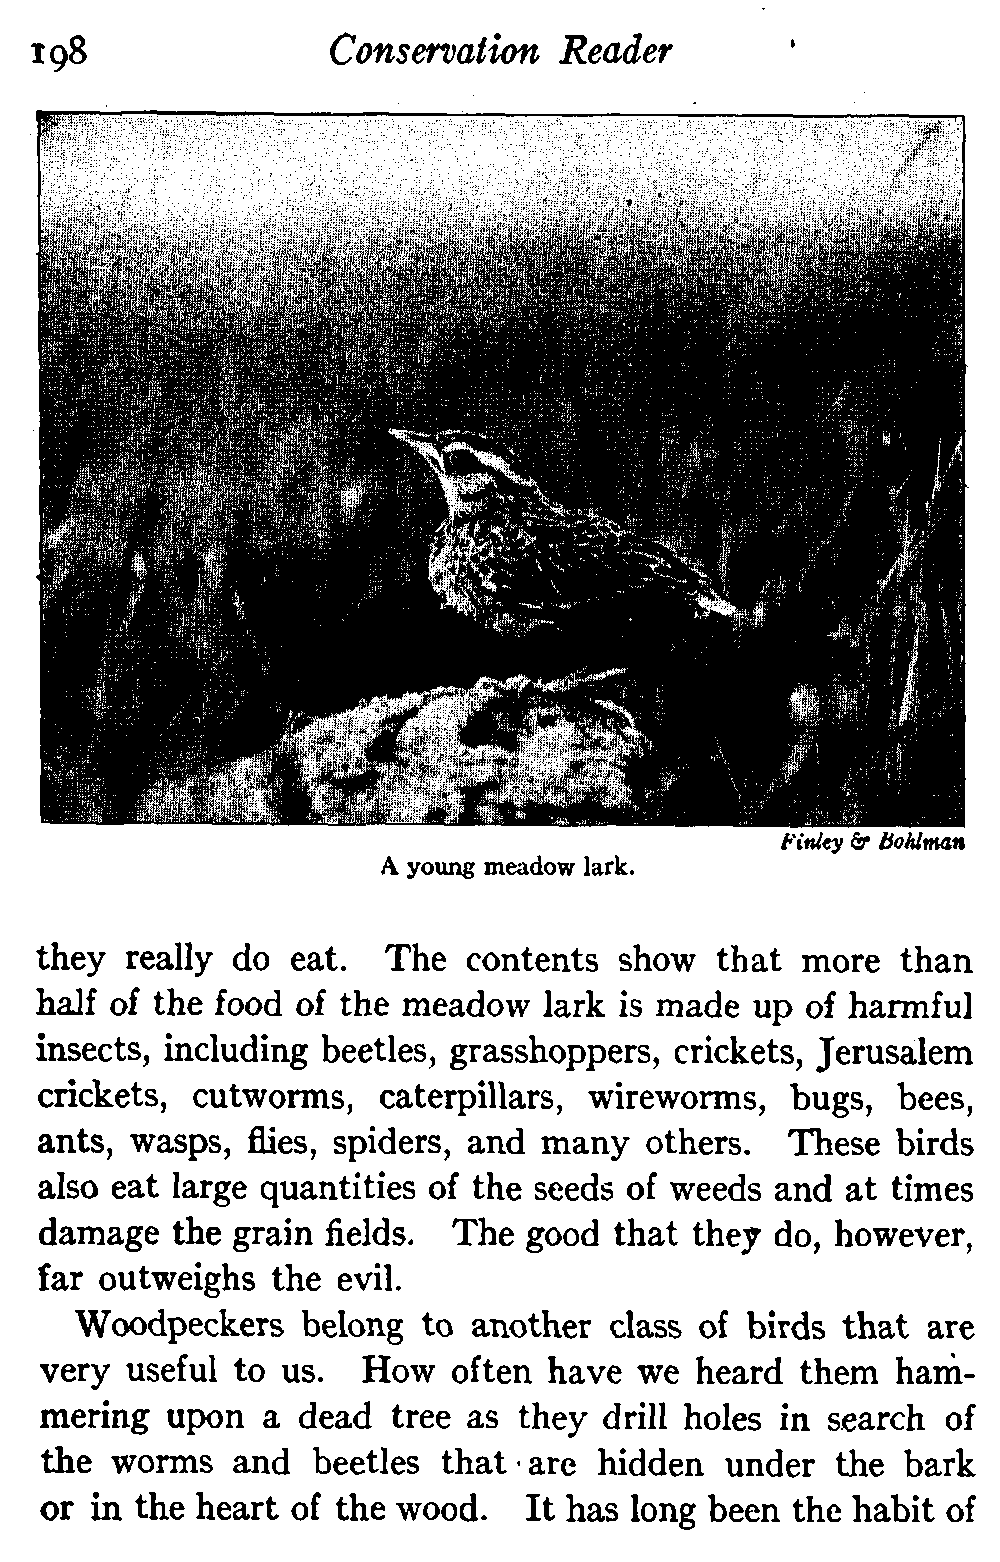 198 Conservation Reader
Finley & Bohlman
A young meadow lark.
they really do eat. The contents show that more than
half of the food of the meadow lark is made up of harmful
insects, including beetles, grasshoppers, crickets, Jerusalem
crickets, cutworms, caterpillars, wireworms, bugs, bees,
ants, wasps, flies, spiders, and many others. These birds
also eat large quantities of the seeds of weeds and at times
damage the grain fields. The good that they do, however,
far outweighs the evil.
Woodpeckers belong to another class of birds that are
very useful to us. How often have we heard them ham-
mering upon a dead tree as they drill holes in search of
the worms and beetles that are hidden under the bark
or in the heart of the wood. It has long been the habit of